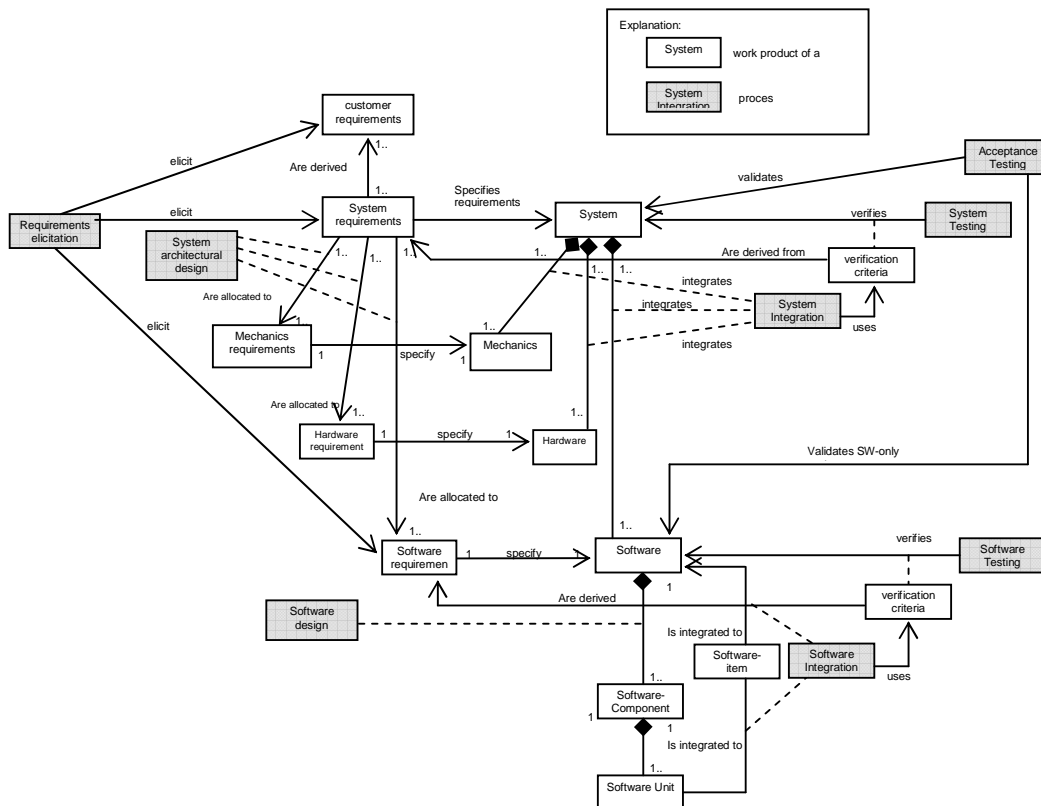 Explanation:
System
work product of a
System
Integration
proces
customer
requirements
1..
elicit
Are derived
1..
Acceptance
Testing
validates
elicit
System
requirements
Specifies
requirements
System
verifies
System
Testing
Requirements
elicitation
System
architectural
design
1..
1..
1..
1..
1..
1..
Are derived from
verification
criteria
integrates
Are allocated to
integrates
System
Integration
uses
elicit
1..
Mechanics
requirements
1
specify
1..
1
Mechanics
integrates
Are allocated to
1..
1..
Hardware
requirement
1
specify
1
Hardware
Validates SW-only
Are allocated to
1..
1..
Software
requiremen
1
specify
1
Software
verifies
Software
Testing
1
Are derived
verification
criteria
Software
design
Is integrated to
Software-
item
Software
Integration
uses
1..
Software-
Component
1
1
Is integrated to
1..
Software Unit